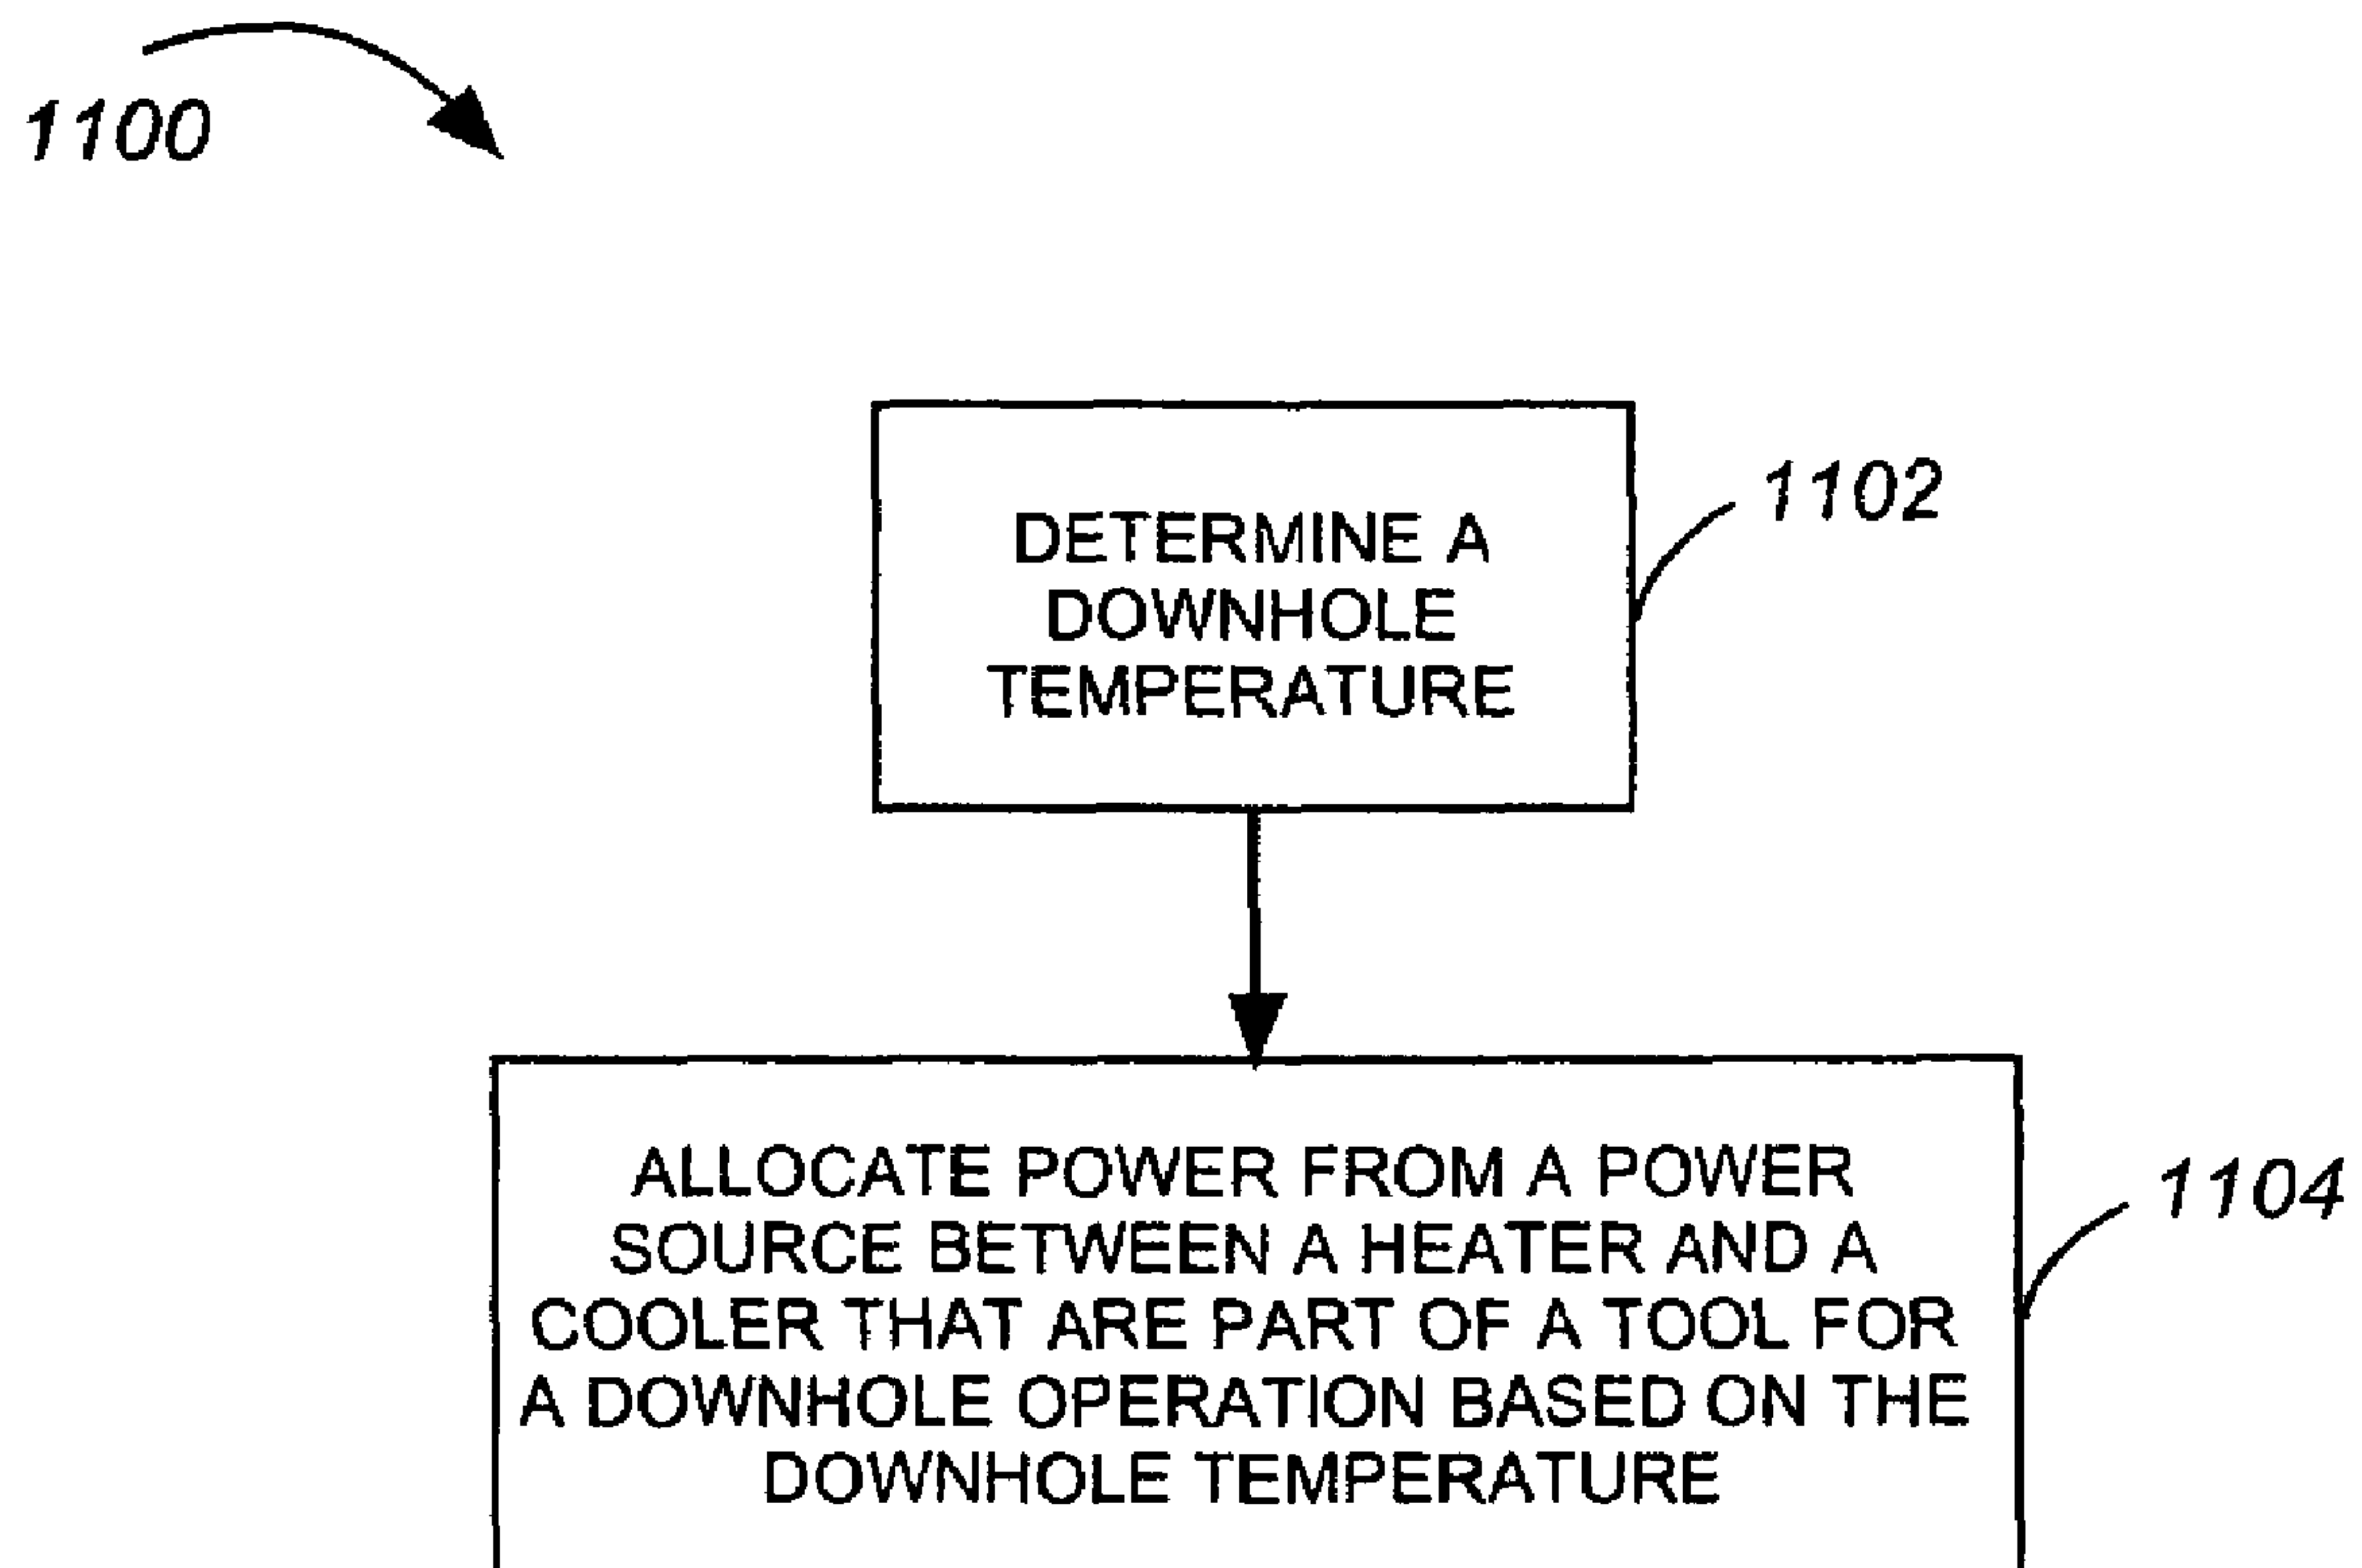 1100
DETERMINE A
DOWNHOLE
TEMPERATURE
1102
ALLOCATE POWER FROM A POWER
SOURCE BETWEEN A HEATER AND A
COOLER THAT ARE PART OF A TOOL FOR
A DOWNHOLE OPERATION BASED ON THE
DOWNHOLE TEMPERATURE
1104